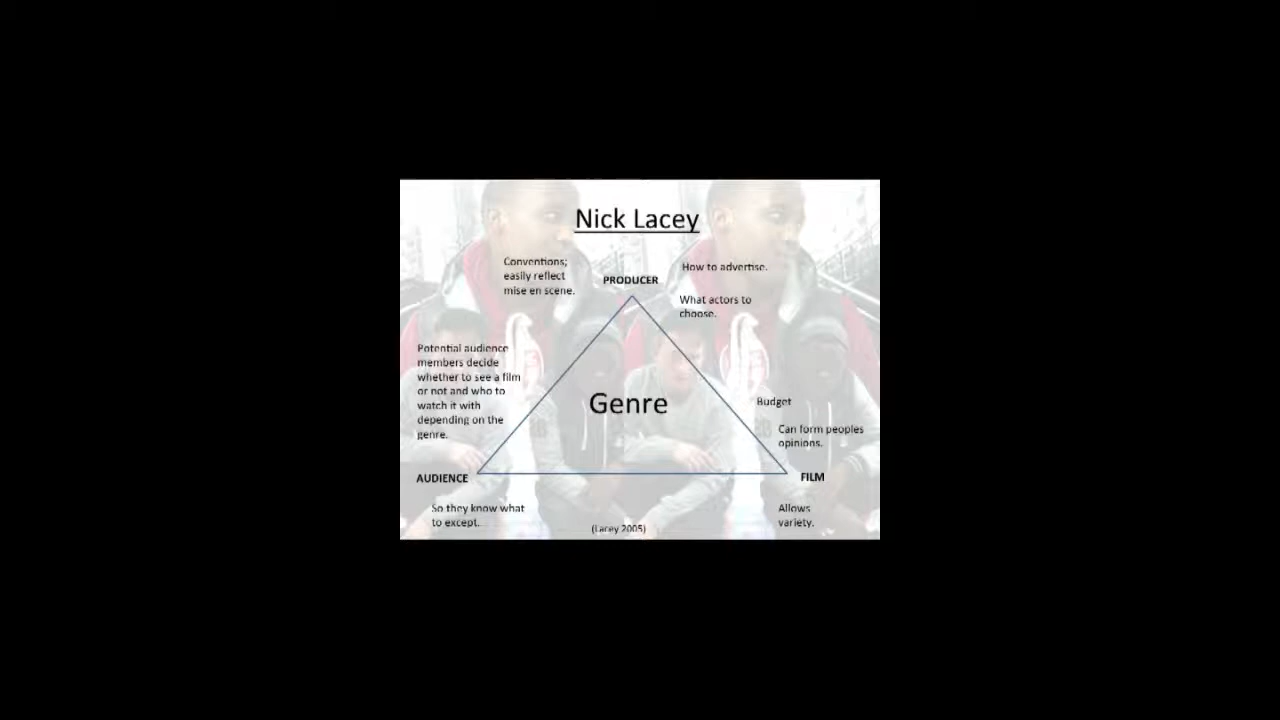 Nick Lacey
Conventions;
easily reflect
mise en scene.
PRODUCER
How to advertise.
What actors to
choose.
Potential audience
members decide
whether to see a film
or not and who to
watch it with
depending on the
genre.
Genre
Budget
Can form peoples
opinions.
AUDIENCE
FILM
So they know what
to except.
Allows
variety.
(Lacey 2005)